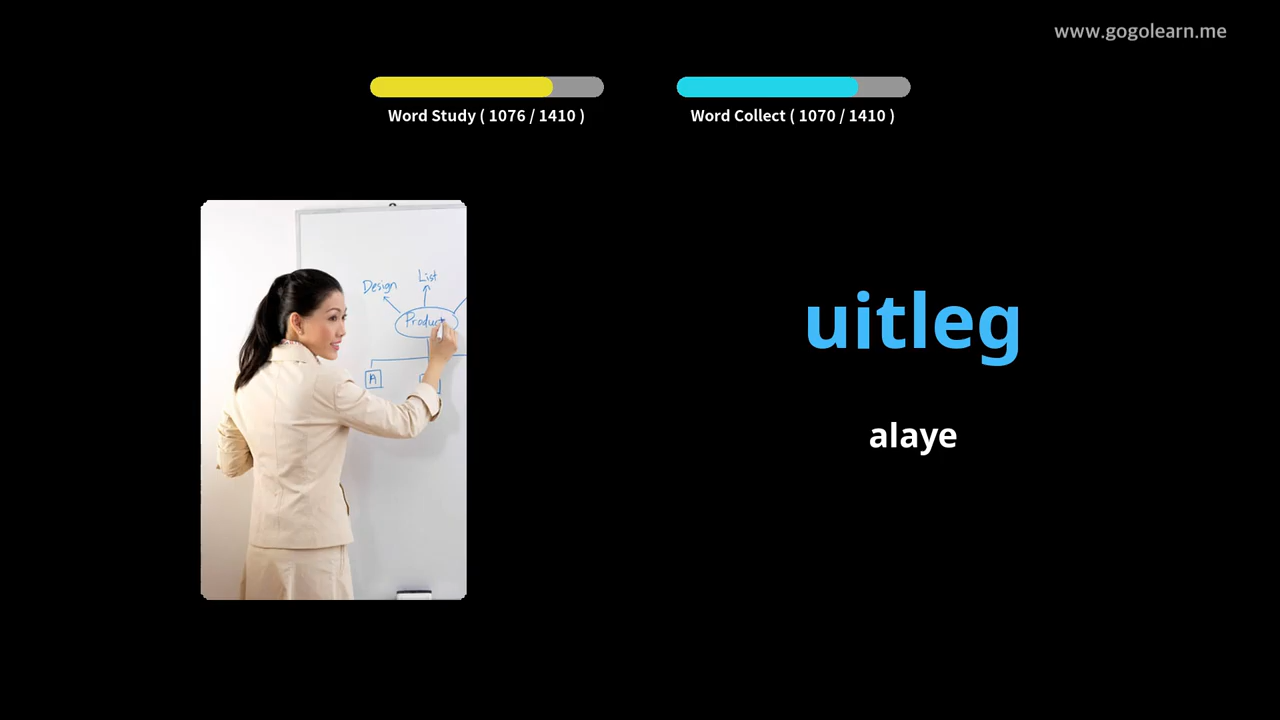 www.gogolearn.me
Word Study ( 1076 / 1410 )
Word Collect ( 1070 / 1410 )
Design
List
Product
A
uitleg
alaye